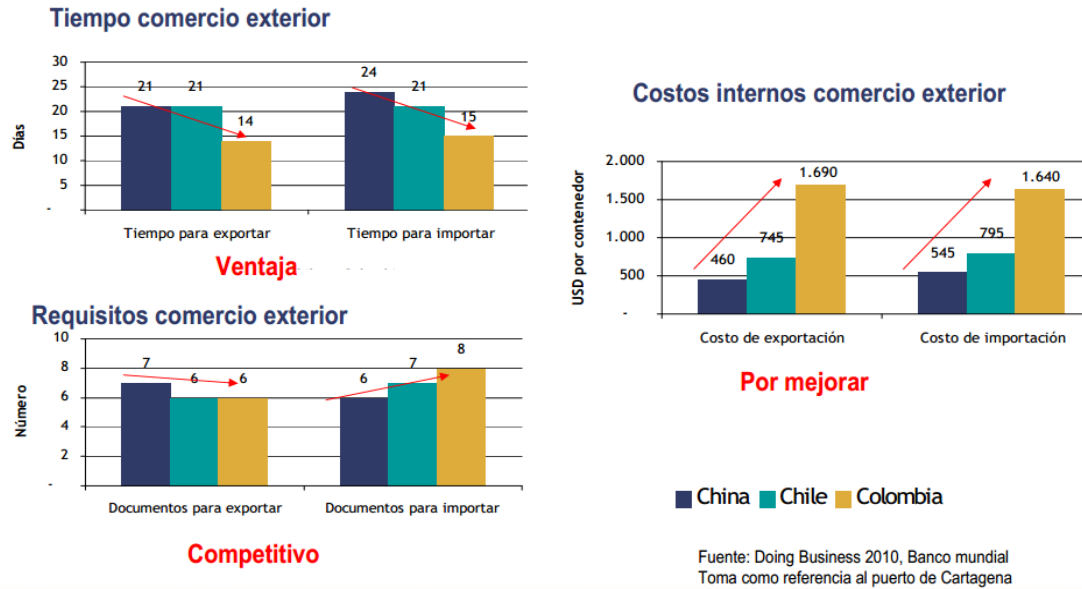 Tiempo comercio exterior
30
25
20
15
10
5
-
Días
21
21
14
24
21
15
Tiempo para exportar
Tiempo para importar
Ventaja
Requisitos comercio exterior
10
8
6
4
2
-
Número
7
6
6
6
7
8
Documentos para exportar
Documentos para importar
Competitivo
Costos internos comercio exterior
2.000
1.500
1.000
500
-
USD por contenedor
460
745
1.690
545
795
1.640
Costo de exportación
Costo de importación
Por mejorar
China Chile Colombia
Fuente: Doing Business 2010, Banco mundial
Toma como referencia al puerto de Cartagena